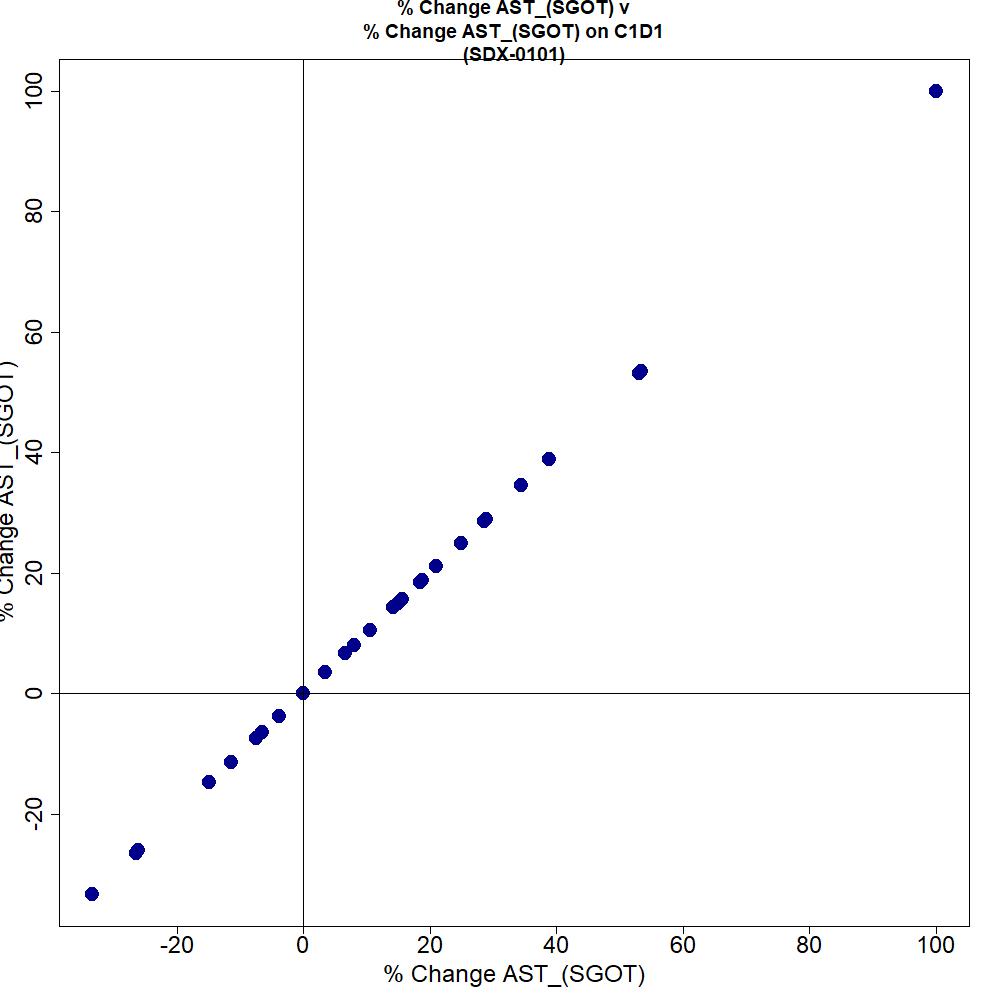 % Change AST_(SGOT) v
% Change AST_(SGOT) on C1D1
(SDX-0101)
100
80
60
40
20
0
-20
% Change AST_(SGOT)
-20 0 20 40 60 80 100
% Change AST_(SGOT)